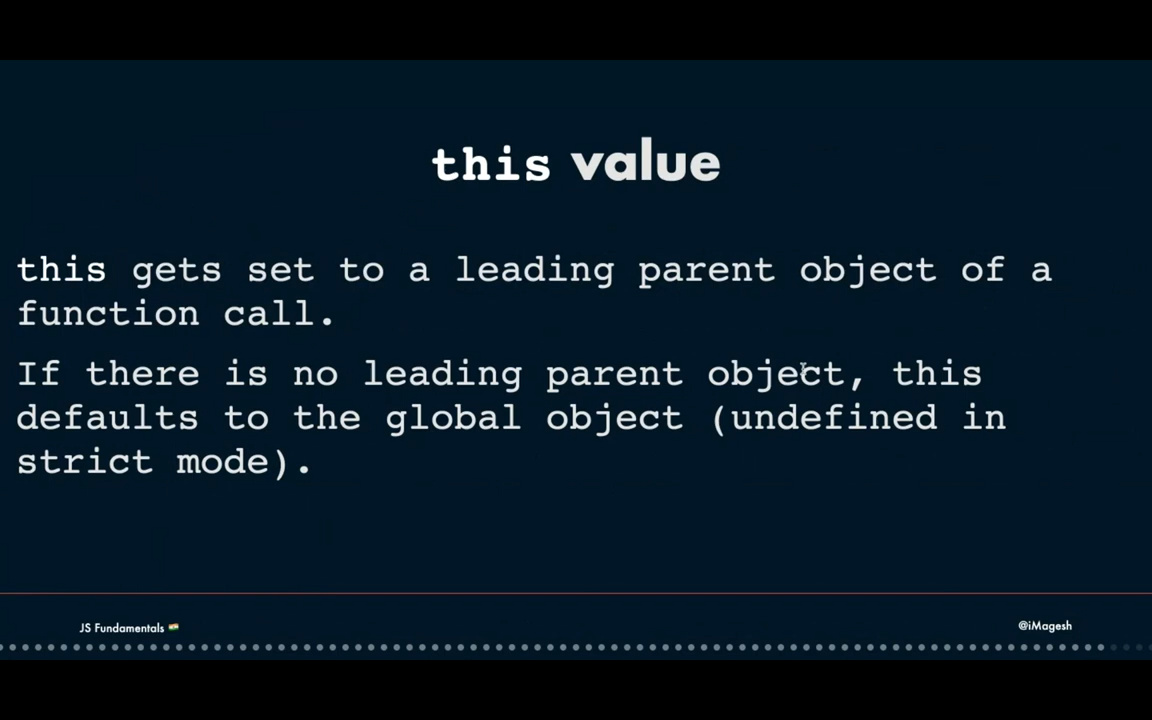 this value
this gets set to a leading parent object of a
function call.
If there is no leading parent object, this
defaults to the global object (undefined in
strict mode).
JS Fundamentals 🇮🇳
@iMagesh